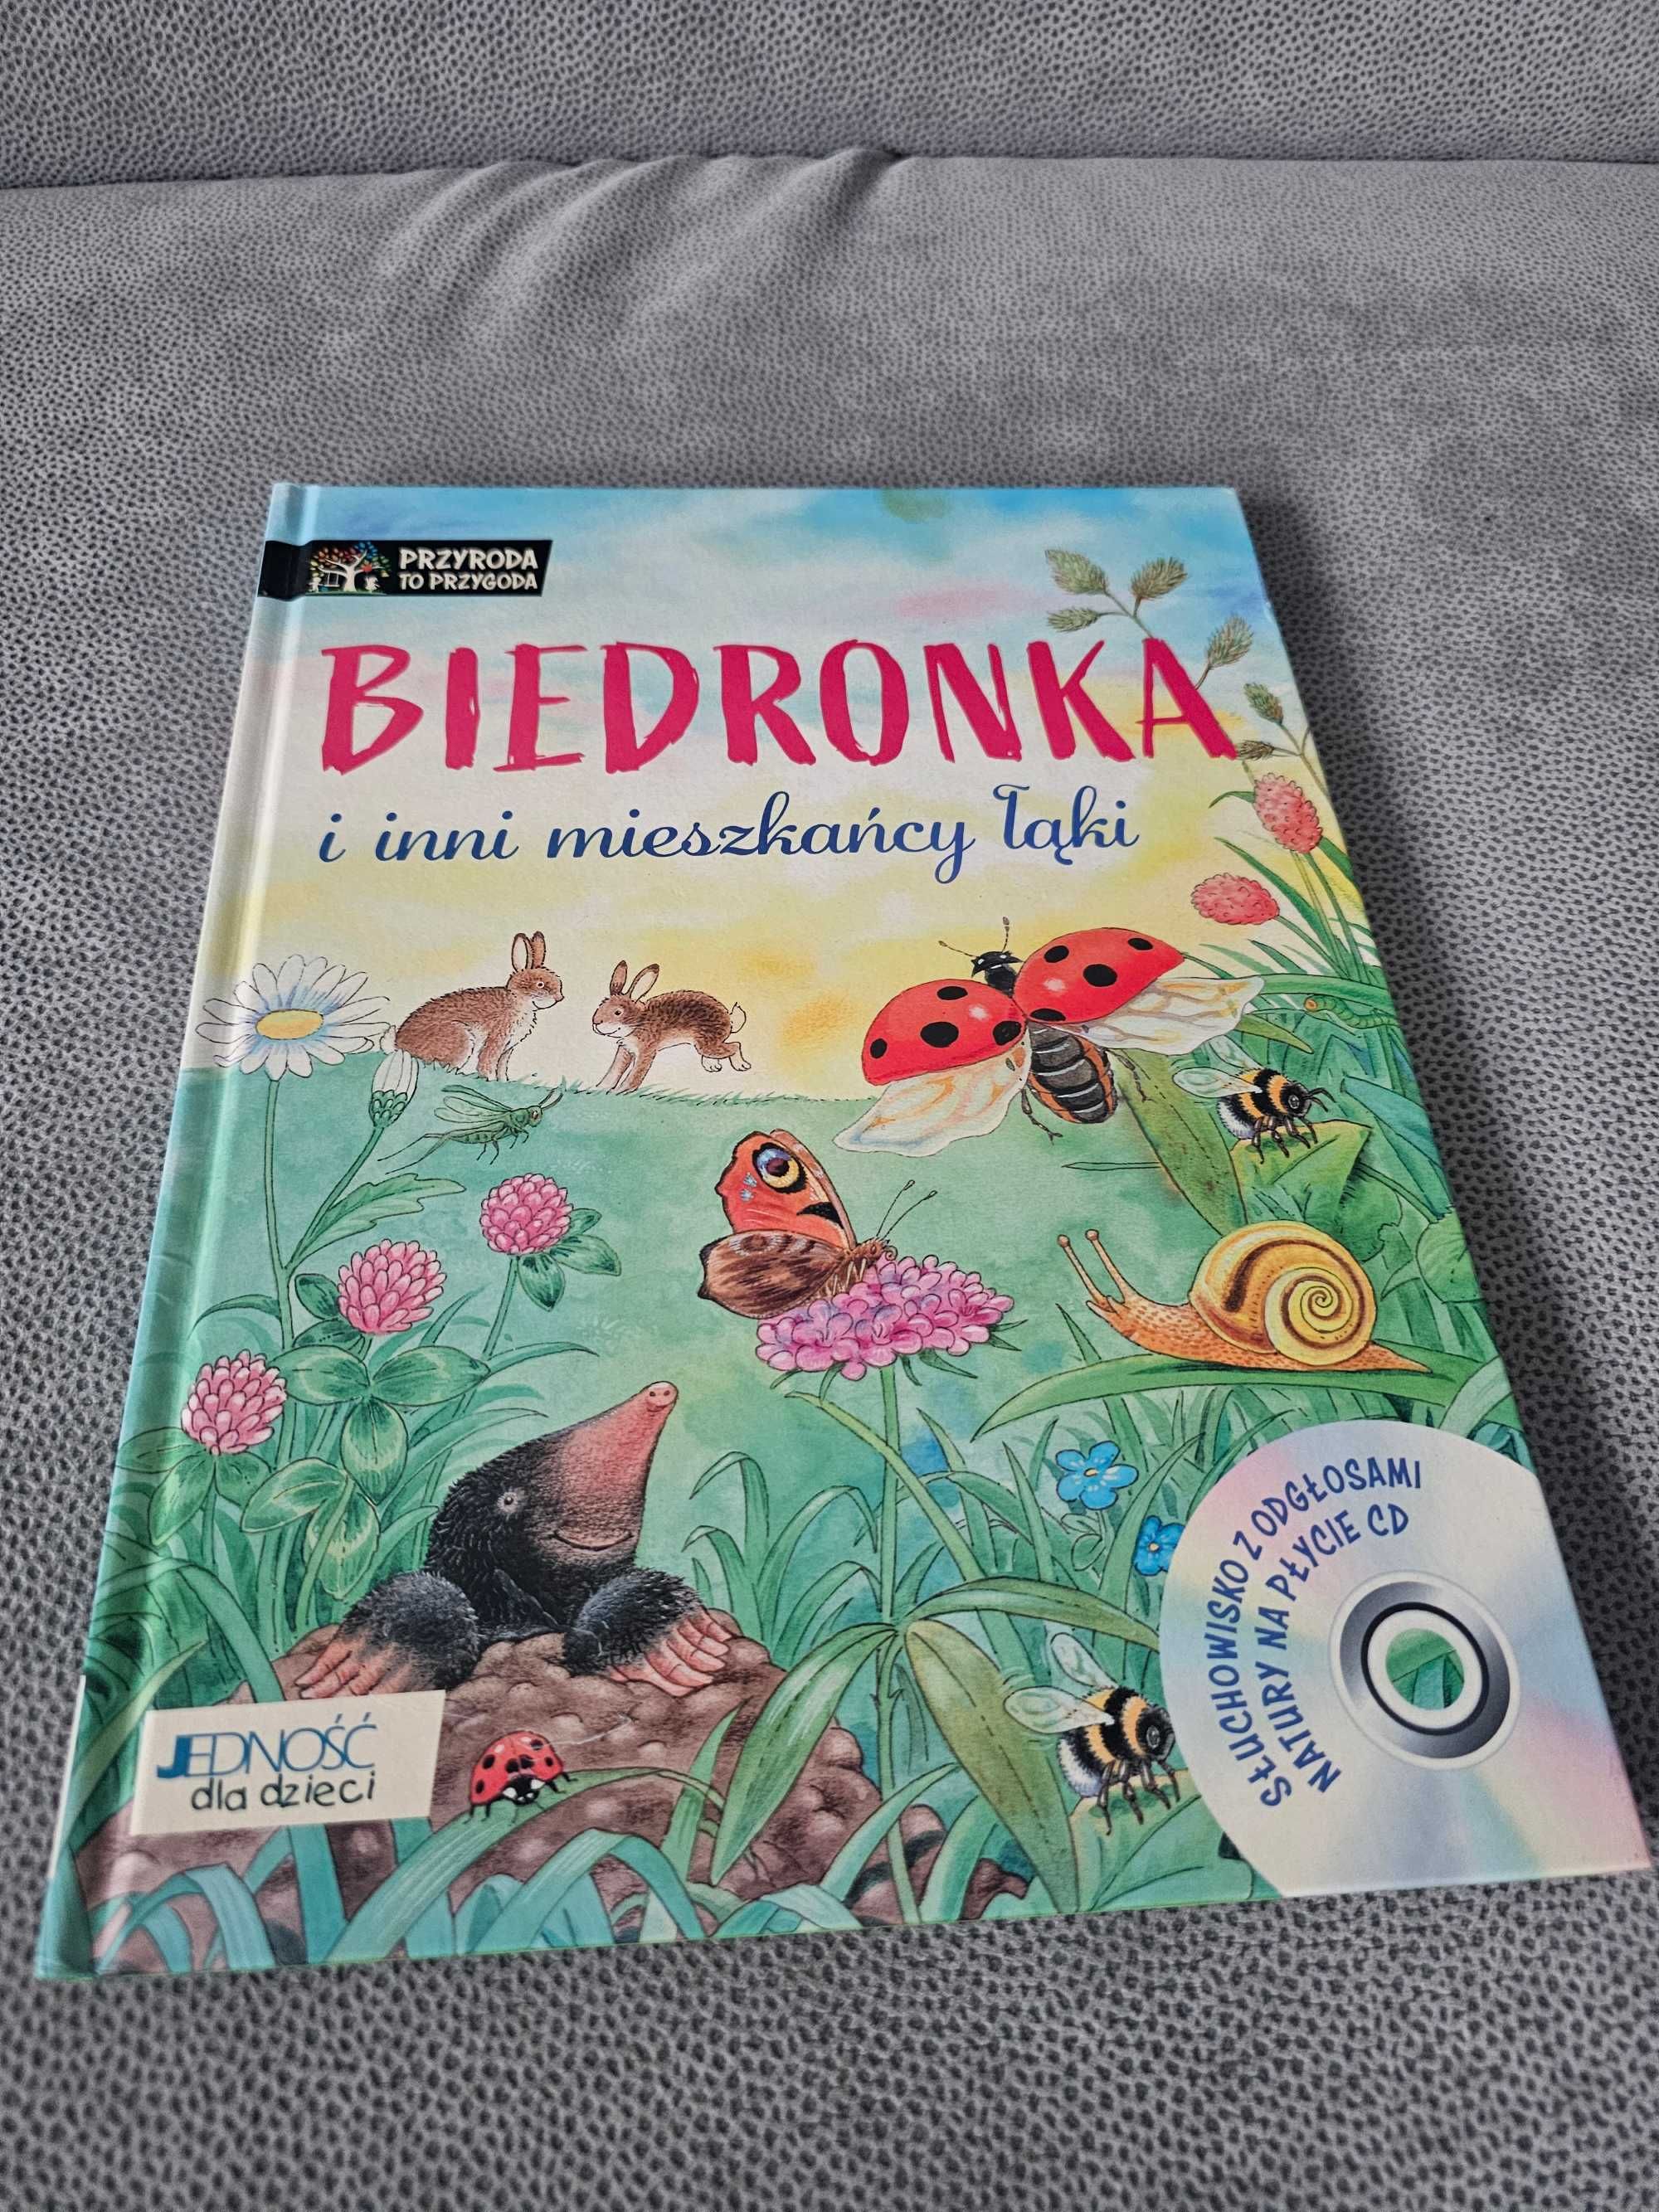 PRZYRODA
TO PRZYGODA
BIEDRONKA
i inni mieszkańcy łąki
SŁUCHOWISKO Z ODGŁOSAMI
NATURY NA PŁYCIE CD
JEDNOŚĆ
dla dzieci